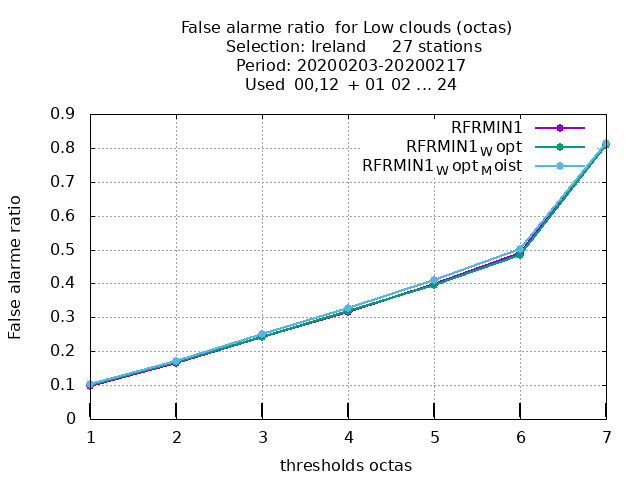 False alarme ratio  for Low clouds (octas)
Selection: Ireland     27 stations
Period: 20200203-20200217
Used  00,12  + 01 02 ... 24
RFRMIN1
RFRMIN1Wopt
RFRMIN1WoptMoist
False alarme ratio
0.9
0.8
0.7
0.6
0.5
0.4
0.3
0.2
0.1
0
1 2 3 4 5 6 7
thresholds octas